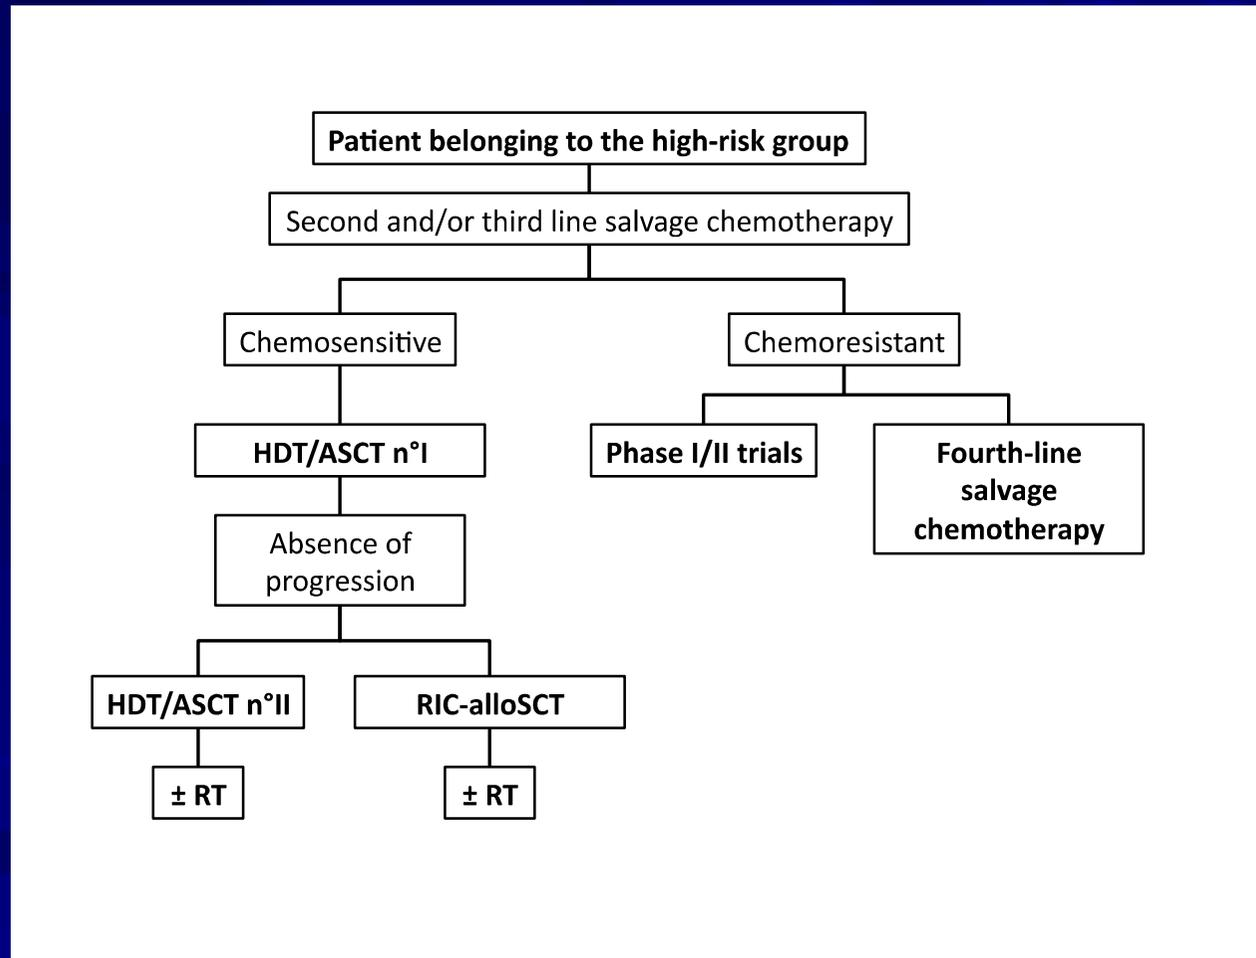 Patient belonging to the high-risk group
Second and/or third line salvage chemotherapy
Chemosensitive
Chemoresistant
HDT/ASCT n°I
Phase I/II trials
Fourth-line
salvage
chemotherapy
Absence of
progression
HDT/ASCT n°II
RIC-alloSCT
± RT
± RT